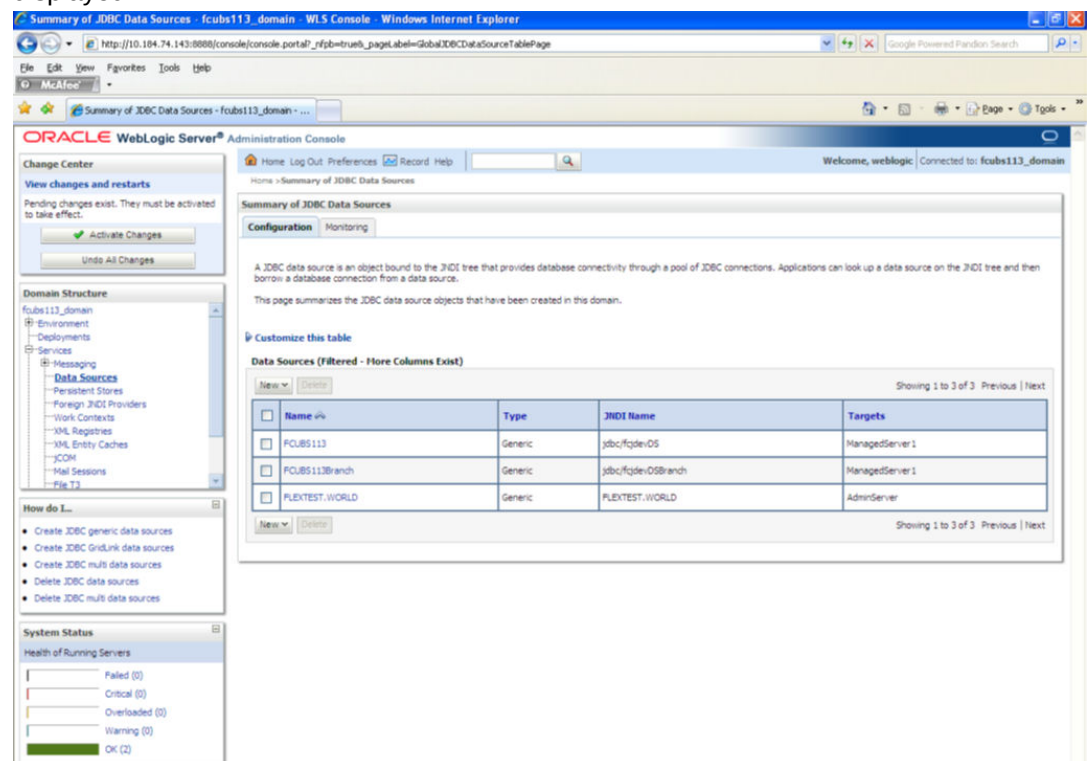 Summary of JDBC Data Sources - fcubs113_domain - WLS Console - Windows Internet Explorer
http://10.184.74.143:8888/console/console.portal?_nfpb=true&_pageLabel=GlobalJDBCDataSourceTablePage
Google Powered Pandion Search
File Edit View Favorites Tools Help
McAfee
Summary of JDBC Data Sources - fcubs113_domain - ...
Page Tools
ORACLE WebLogic Server® Administration Console
Change Center
View changes and restarts
Pending changes exist. They must be activated
to take effect.
Activate Changes
Undo All Changes
Domain Structure
fcubs113_domain
Environment
Deployments
Services
Messaging
Data Sources
Persistent Stores
Foreign JNDI Providers
Work Contexts
XML Registries
XML Entity Caches
jCOM
Mail Sessions
File T3
How do I...
Create JDBC generic data sources
Create JDBC GridLink data sources
Create JDBC multi data sources
Delete JDBC data sources
Delete JDBC multi data sources
System Status
Health of Running Servers
Failed (0)
Critical (0)
Overloaded (0)
Warning (0)
OK (2)
Home Log Out Preferences Record Help
Welcome, weblogic Connected to: fcubs113_domain
Home >Summary of JDBC Data Sources
Summary of JDBC Data Sources
Configuration Monitoring
A JDBC data source is an object bound to the JNDI tree that provides database connectivity through a pool of JDBC connections. Applications can look up a data source on the JNDI tree and then
borrow a database connection from a data source.
This page summarizes the JDBC data source objects that have been created in this domain.
Customize this table
Data Sources (Filtered - More Columns Exist)
New Delete Showing 1 to 3 of 3 Previous | Next
Name Type JNDI Name Targets
FCUBS113 Generic jdbc/fcjdevDS ManagedServer1
FCUBS113Branch Generic jdbc/fcjdevDSBranch ManagedServer1
FLEXTEST.WORLD Generic FLEXTEST.WORLD AdminServer
New Delete Showing 1 to 3 of 3 Previous | Next